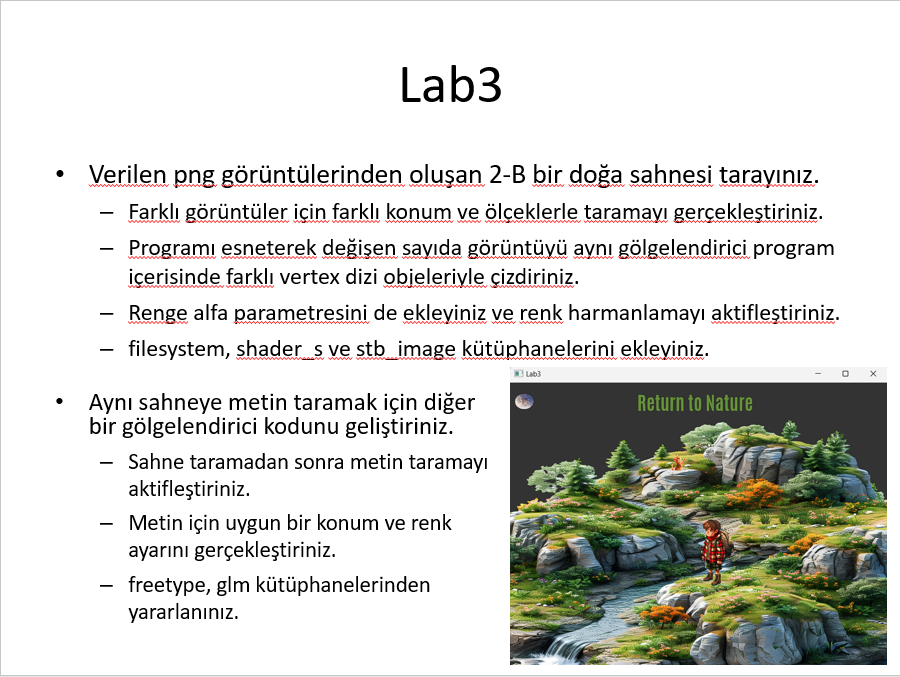 Lab3
• Verilen png görüntülerinden oluşan 2-B bir doğa sahnesi tarayınız.
– Farklı görüntüler için farklı konum ve ölçeklerle taramayı gerçekleştiriniz.
– Programı esneterek değişen sayıda görüntüyü aynı gölgelendirici program
içerisinde farklı vertex dizi objeleriyle çizdiriniz.
– Renge alfa parametresini de ekleyiniz ve renk harmanlamayı aktifleştiriniz.
– filesystem, shader_s ve stb_image kütüphanelerini ekleyiniz.
• Aynı sahneye metin taramak için diğer
bir gölgelendirici kodunu geliştiriniz.
– Sahne taramadan sonra metin taramayı
aktifleştiriniz.
– Metin için uygun bir konum ve renk
ayarını gerçekleştiriniz.
– freetype, glm kütüphanelerinden
yararlanınız.
Lab3
Return to Nature